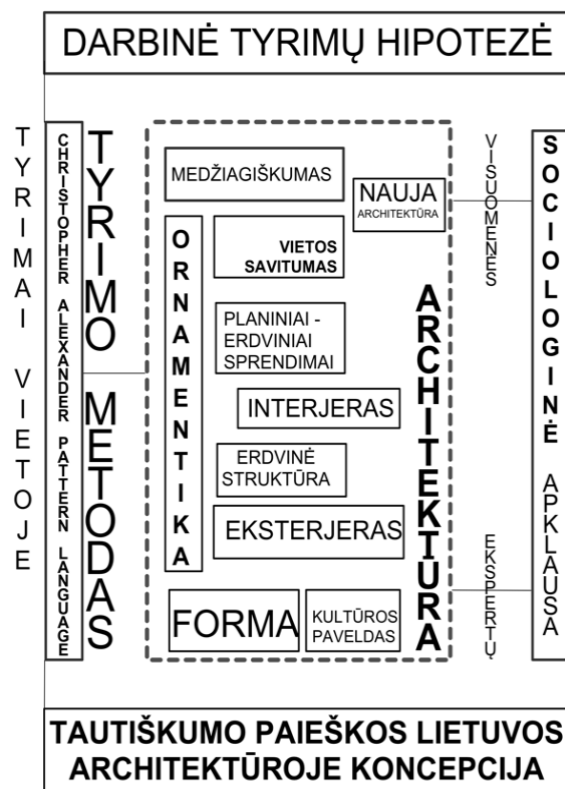 DARBINĖ TYRIMŲ HIPOTEZĖ
TYRIMAI VIETOJE
CHRISTOPHER ALEXANDER PATTERN LANGUAGE
TYRIMO METODAS
MEDŽIAGIŠKUMAS
NAUJA
ARCHITEKTŪRA
ORNAMENTIKA
VIETOS
SAVITUMAS
PLANINIAI -
ERDVINIAI
SPRENDIMAI
INTERJERAS
ERDVINĖ
STRUKTŪRA
EKSTERJERAS
FORMA
KULTŪROS
PAVELDAS
ARCHITEKTŪRA
VISUOMENĖS
EKSPERTŲ
SOCIOLOGINĖ APKLAUSA
TAUTIŠKUMO PAIEŠKOS LIETUVOS
ARCHITEKTŪROJE KONCEPCIJA